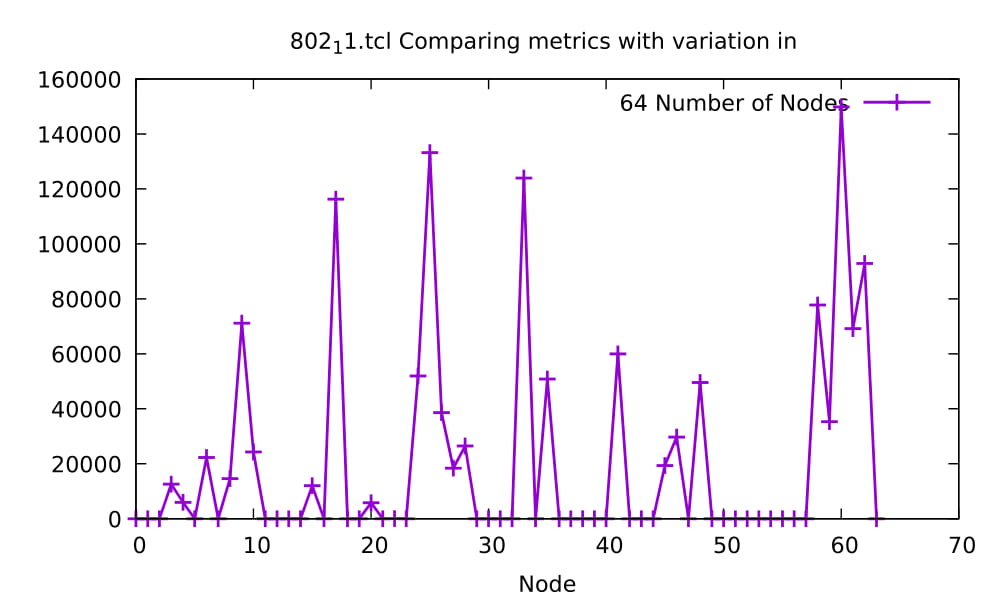 802₁1.tcl Comparing metrics with variation in
64 Number of Nodes
160000
140000
120000
100000
80000
60000
40000
20000
0
0 10 20 30 40 50 60 70
Node